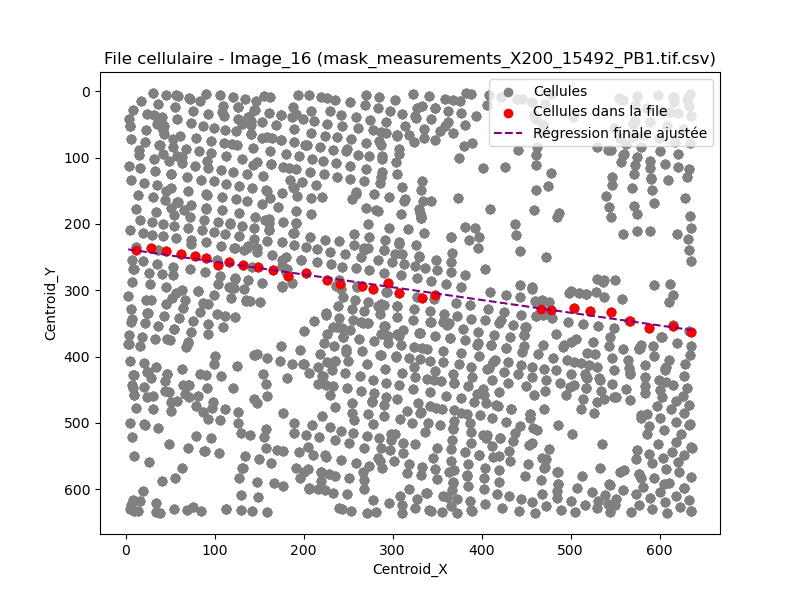 File cellulaire - Image_16 (mask_measurements_X200_15492_PB1.tif.csv)
Cellules
Cellules dans la file
Régression finale ajustée
0
100
200
300
400
500
600
Centroid_Y
0 100 200 300 400 500 600
Centroid_X